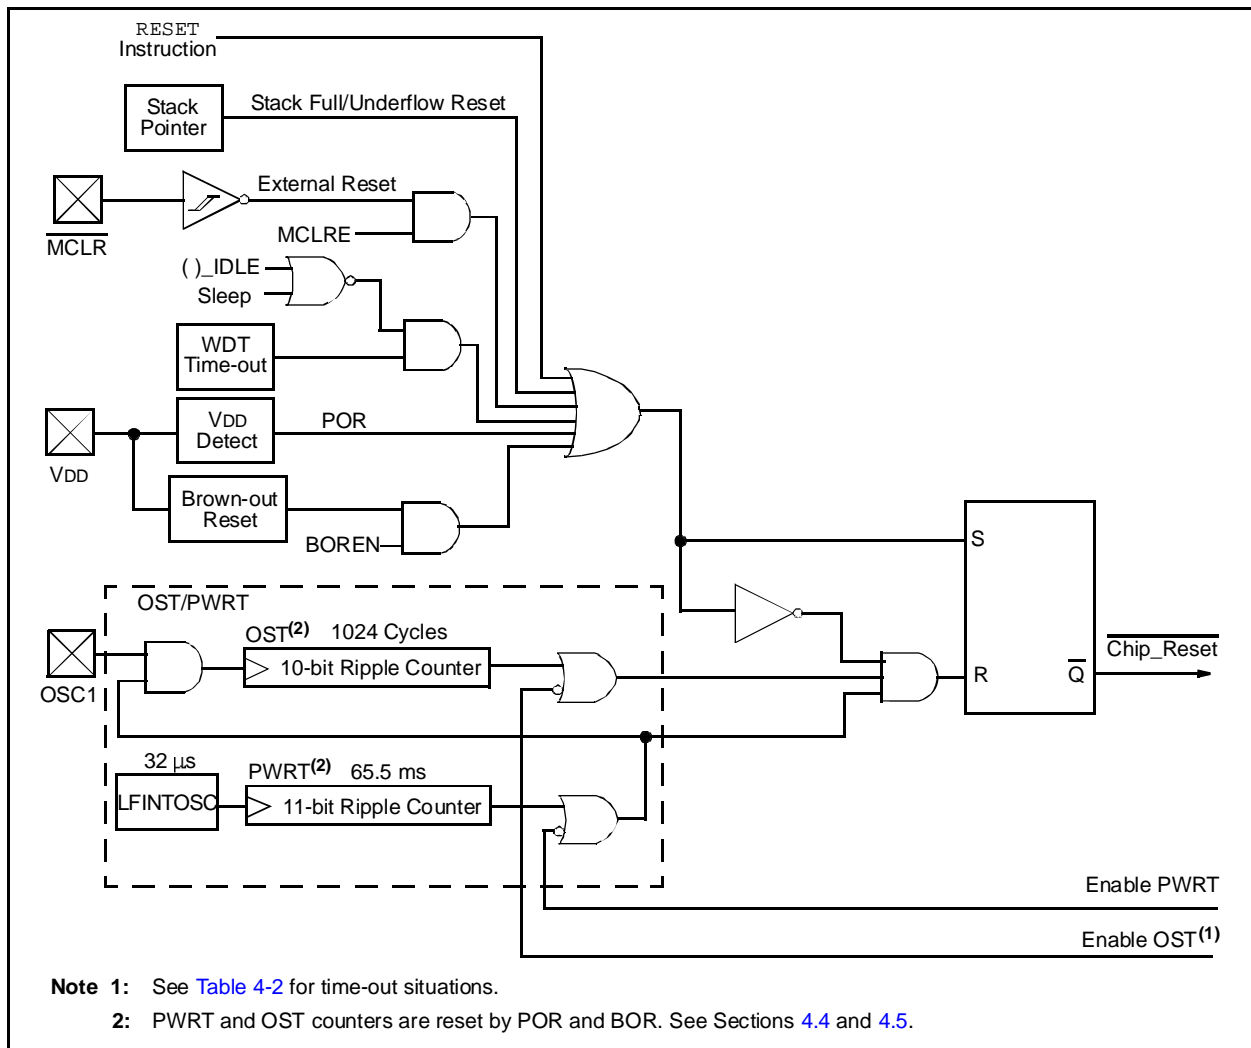 RESET
Instruction
Stack
Pointer
Stack Full/Underflow Reset
External Reset
MCLR
MCLRE
( )_IDLE
Sleep
WDT
Time-out
VDD
VDD
Detect
POR
Brown-out
Reset
BOREN
S
OST/PWRT
OST(2) 1024 Cycles
10-bit Ripple Counter
OSC1
R
Q
Chip_Reset
32 μs
LFINTOSC
PWRT(2) 65.5 ms
11-bit Ripple Counter
Enable PWRT
Enable OST(1)
Note 1: See Table 4-2 for time-out situations.
2: PWRT and OST counters are reset by POR and BOR. See Sections 4.4 and 4.5.